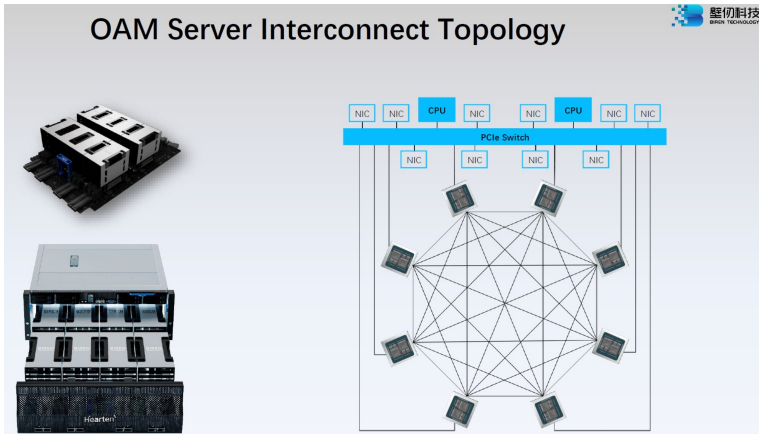 OAM Server Interconnect Topology
壁仞科技
BIREN TECHNOLOGY
NIC NIC CPU NIC NIC CPU NIC NIC
PCIe Switch
NIC NIC NIC NIC
Hearten